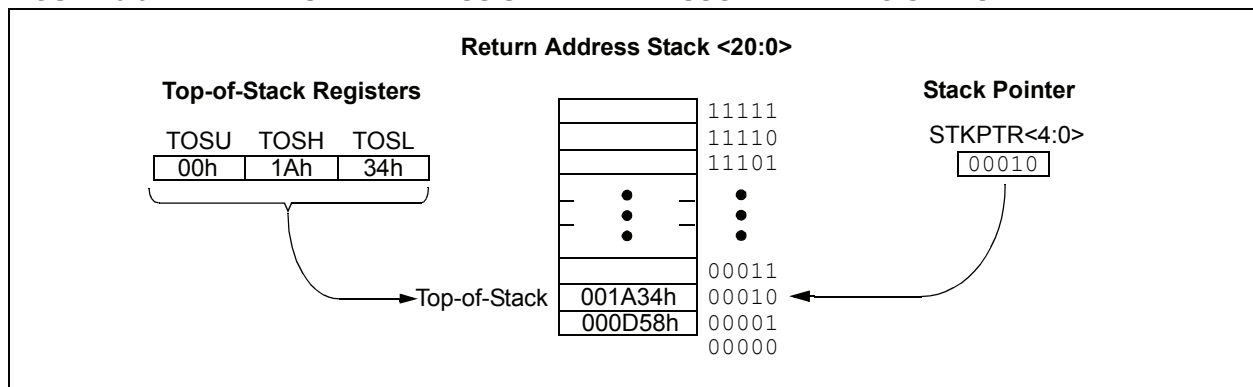 Return Address Stack <20:0>
Top-of-Stack Registers
Stack Pointer
TOSU TOSH TOSL
STKPTR<4:0>
00h 1Ah 34h
00010
11111
11110
11101
00011
Top-of-Stack 001A34h 00010
000D58h 00001
00000